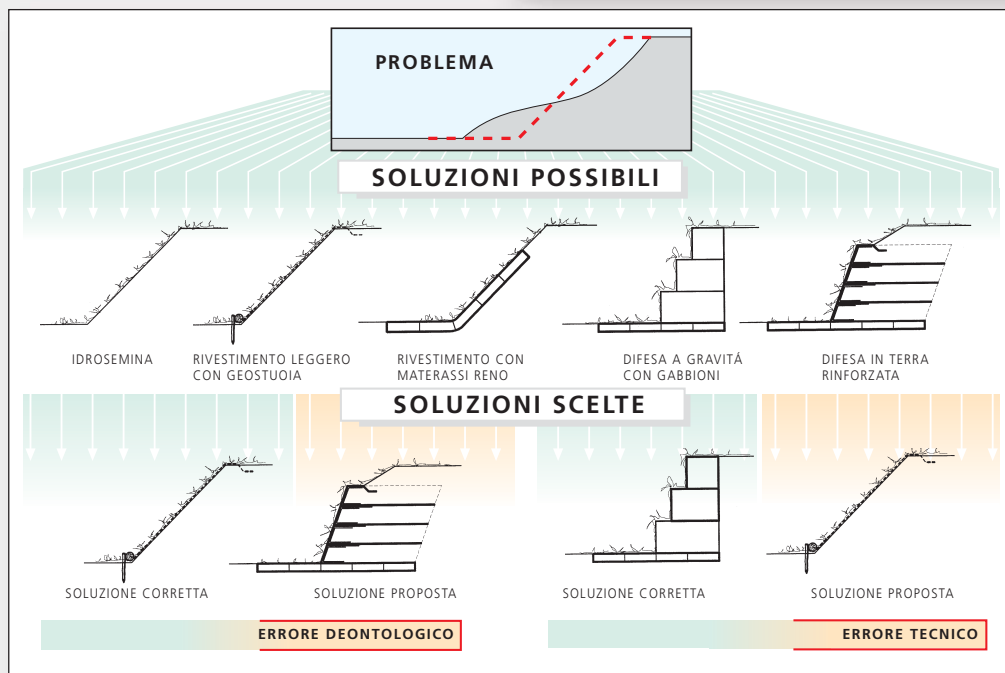 PROBLEMA
SOLUZIONI POSSIBILI
IDROSEMINA
RIVESTIMENTO LEGGERO
CON GEOSTUOIA
RIVESTIMENTO CON
MATERASSI RENO
DIFESA A GRAVITÁ
CON GABBIONI
DIFESA IN TERRA
RINFORZATA
SOLUZIONI SCELTE
SOLUZIONE CORRETTA
SOLUZIONE PROPOSTA
SOLUZIONE CORRETTA
SOLUZIONE PROPOSTA
ERRORE DEONTOLOGICO
ERRORE TECNICO